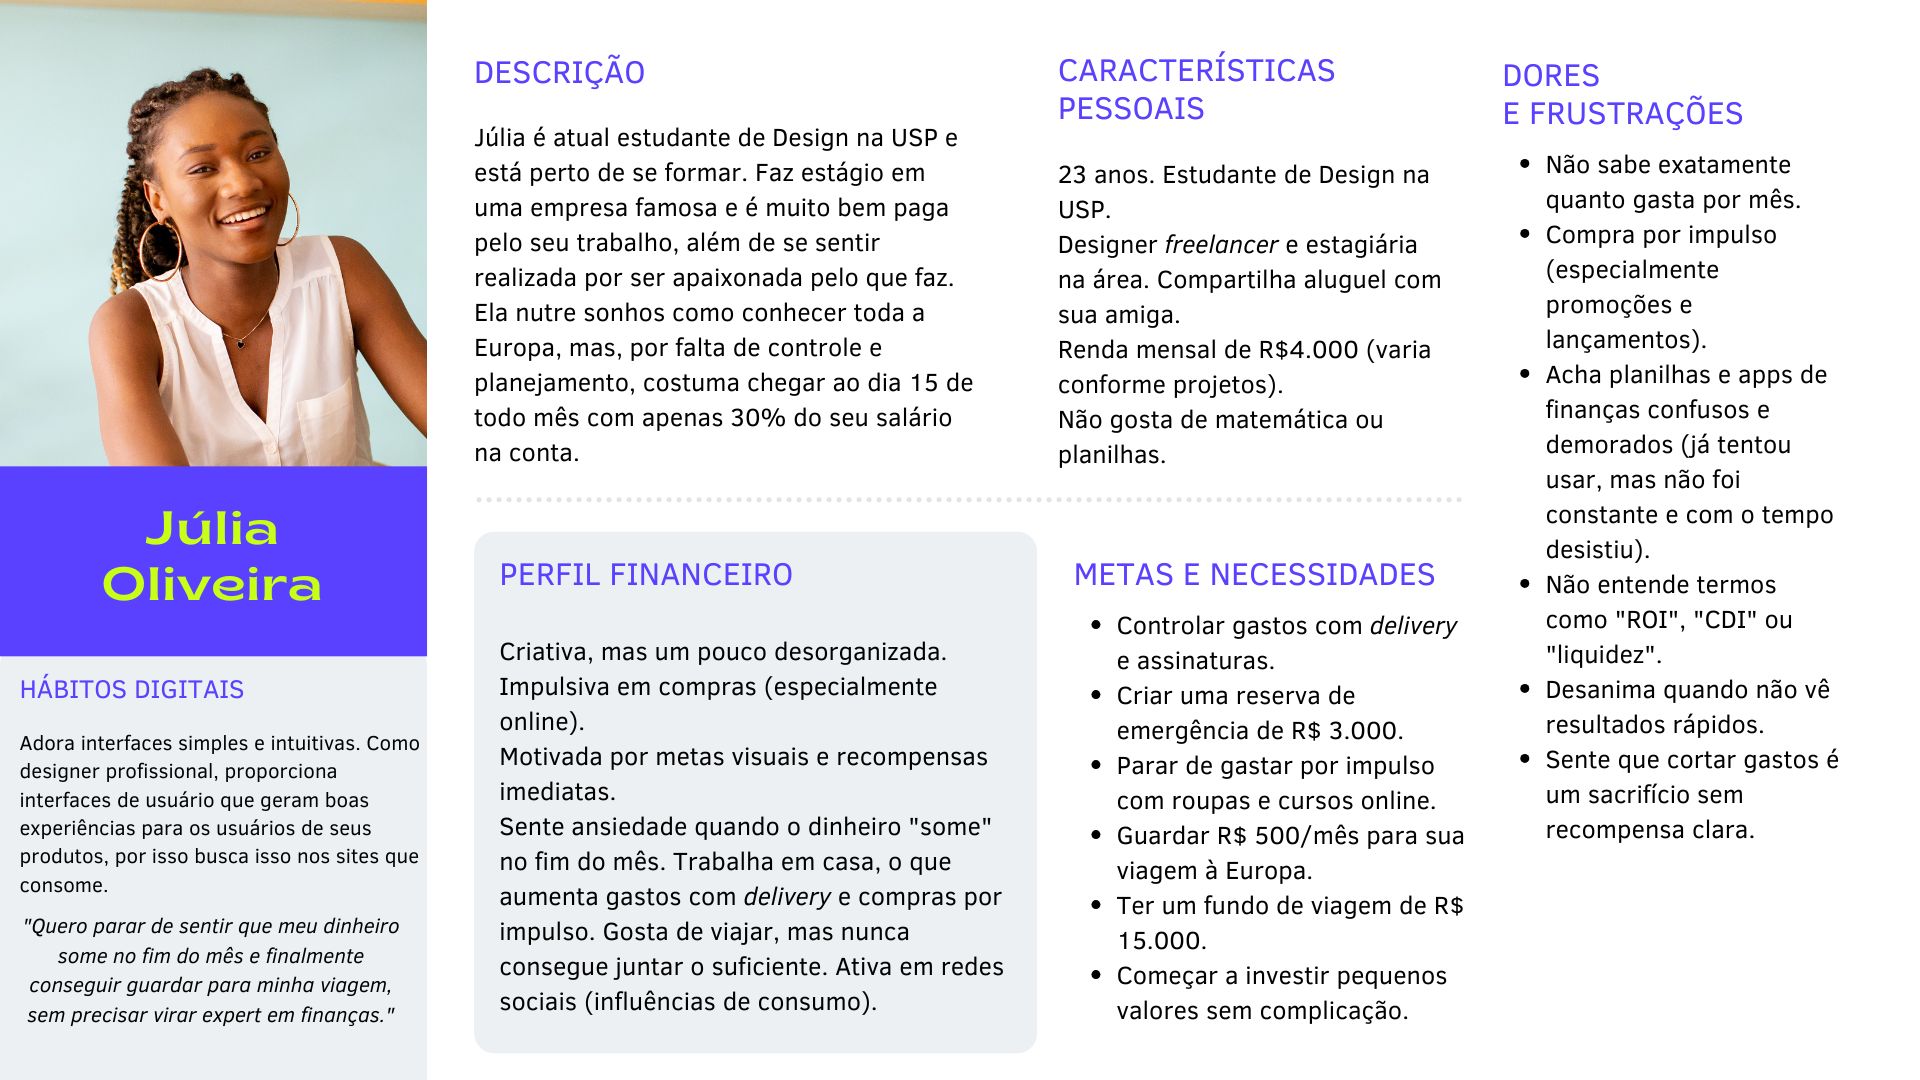 Júlia
Oliveira
HÁBITOS DIGITAIS
Adora interfaces simples e intuitivas. Como
designer profissional, proporciona
interfaces de usuário que geram boas
experiências para os usuários de seus
produtos, por isso busca isso nos sites que
consome.
"Quero parar de sentir que meu dinheiro
some no fim do mês e finalmente
conseguir guardar para minha viagem,
sem precisar virar expert em finanças."
DESCRIÇÃO
Júlia é atual estudante de Design na USP e
está perto de se formar. Faz estágio em
uma empresa famosa e é muito bem paga
pelo seu trabalho, além de se sentir
realizada por ser apaixonada pelo que faz.
Ela nutre sonhos como conhecer toda a
Europa, mas, por falta de controle e
planejamento, costuma chegar ao dia 15 de
todo mês com apenas 30% do seu salário
na conta.
CARACTERÍSTICAS
PESSOAIS
23 anos. Estudante de Design na
USP.
Designer freelancer e estagiária
na área. Compartilha aluguel com
sua amiga.
Renda mensal de R$4.000 (varia
conforme projetos).
Não gosta de matemática ou
planilhas.
PERFIL FINANCEIRO
Criativa, mas um pouco desorganizada.
Impulsiva em compras (especialmente
online).
Motivada por metas visuais e recompensas
imediatas.
Sente ansiedade quando o dinheiro "some"
no fim do mês. Trabalha em casa, o que
aumenta gastos com delivery e compras por
impulso. Gosta de viajar, mas nunca
consegue juntar o suficiente. Ativa em redes
sociais (influências de consumo).
METAS E NECESSIDADES
• Controlar gastos com delivery
e assinaturas.
• Criar uma reserva de
emergência de R$ 3.000.
• Parar de gastar por impulso
com roupas e cursos online.
• Guardar R$ 500/mês para sua
viagem à Europa.
• Ter um fundo de viagem de R$
15.000.
• Começar a investir pequenos
valores sem complicação.
DORES
E FRUSTRAÇÕES
• Não sabe exatamente
quanto gasta por mês.
• Compra por impulso
(especialmente
promoções e
lançamentos).
• Acha planilhas e apps de
finanças confusos e
demorados (já tentou
usar, mas não foi
constante e com o tempo
desistiu).
• Não entende termos
como "ROI", "CDI" ou
"liquidez".
• Desanima quando não vê
resultados rápidos.
• Sente que cortar gastos é
um sacrifício sem
recompensa clara.